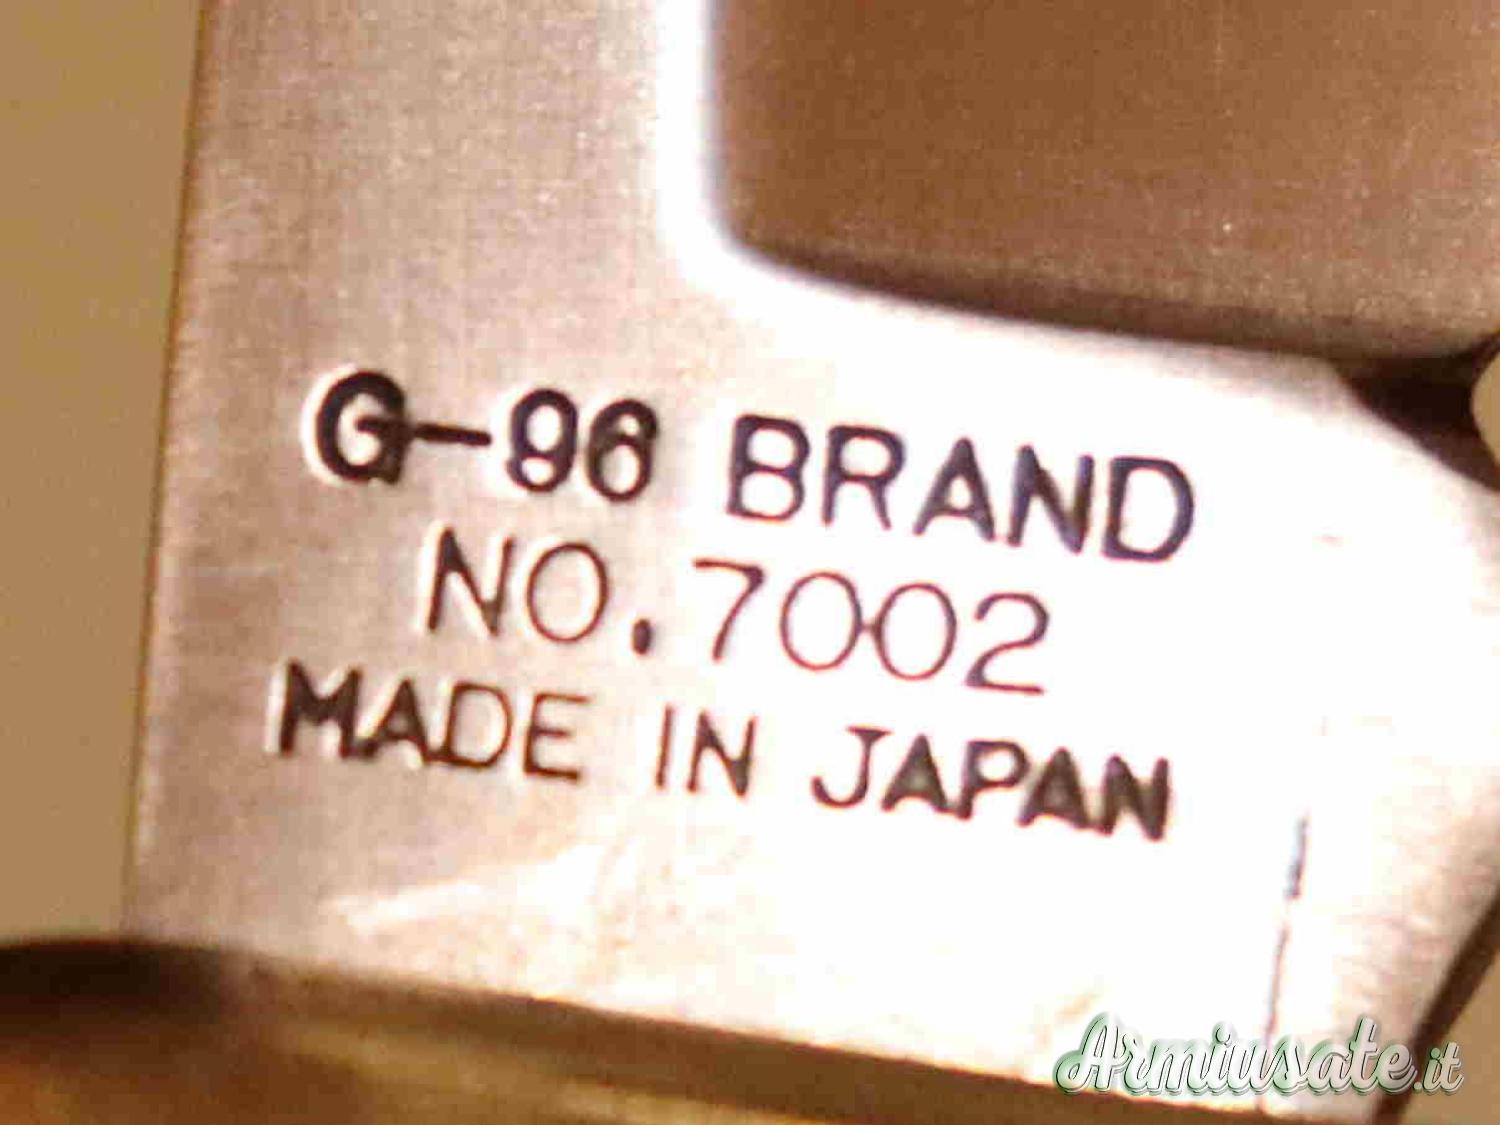 G-96 BRAND
NO.7002
MADE IN JAPAN
Armiusate.it